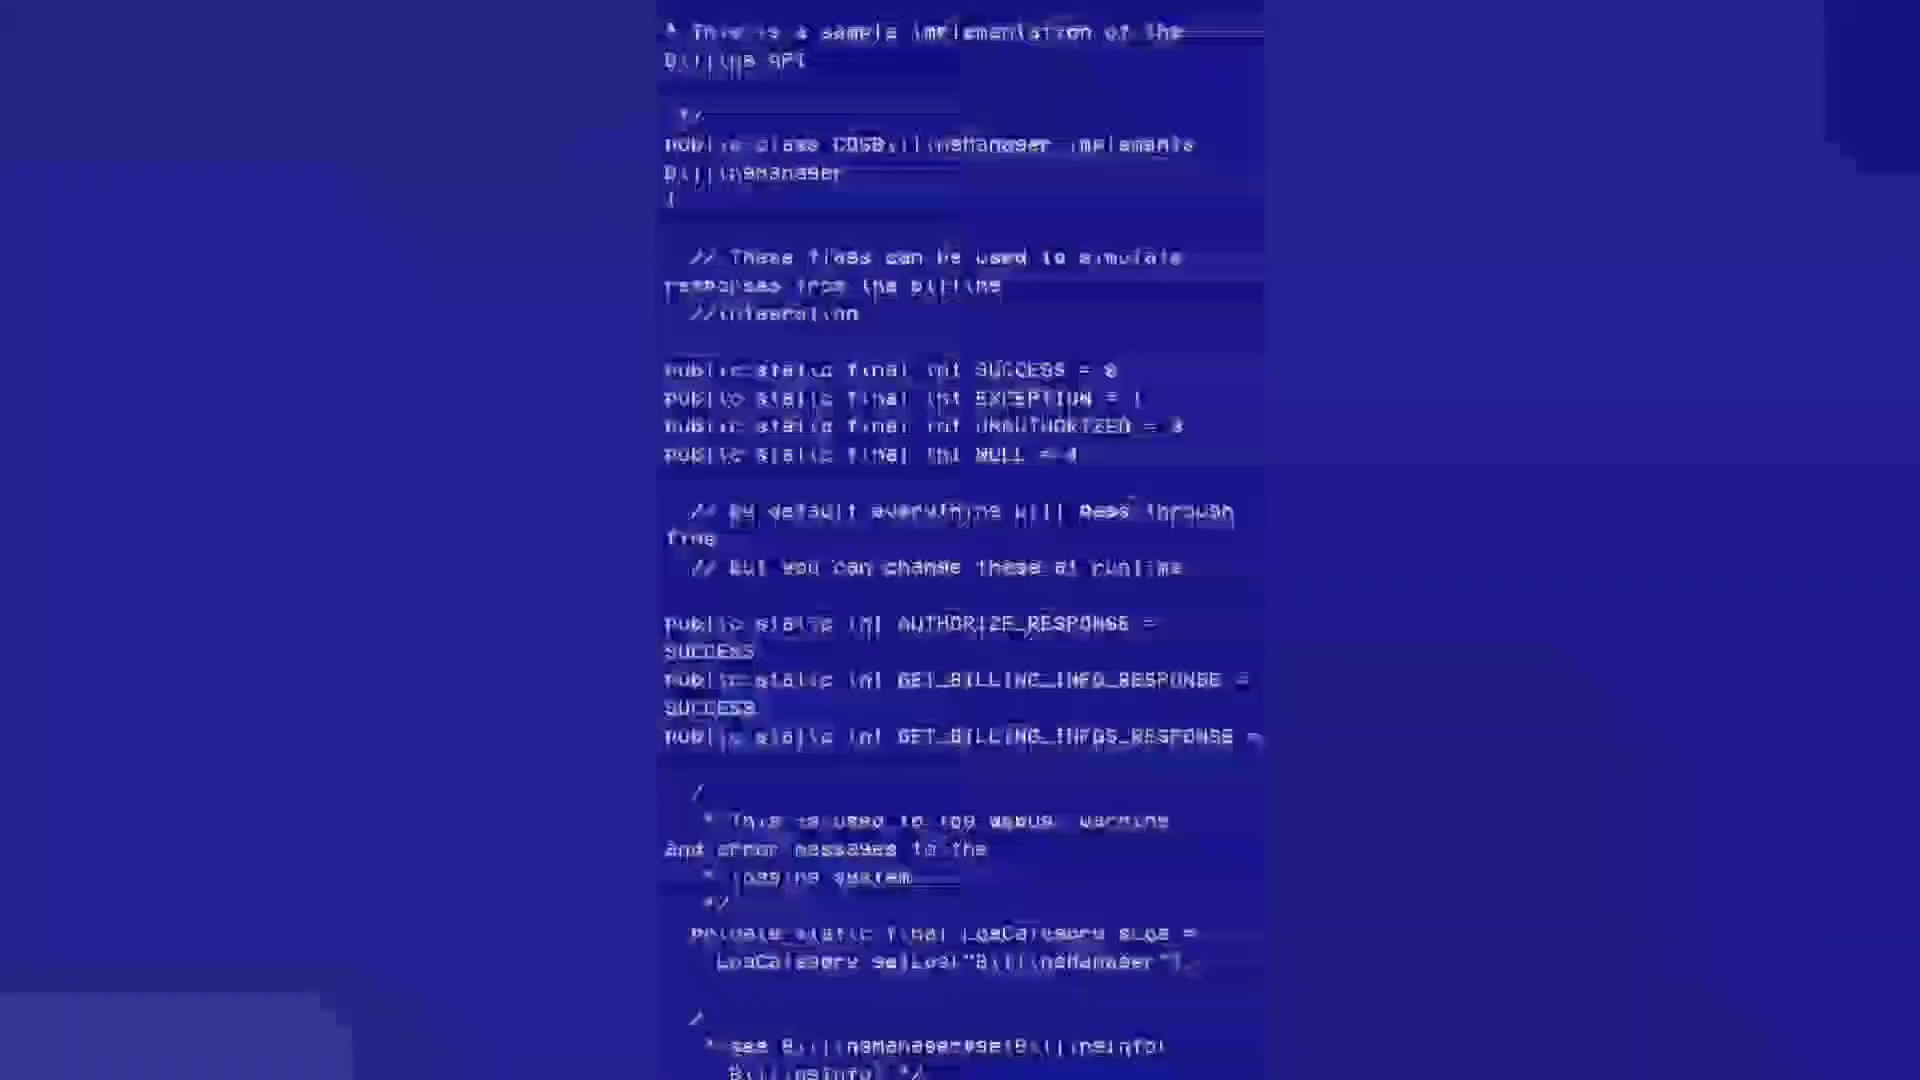 * This is a sample implementation of the
Billing API
*/
public class COSBillingManager implements
BillingManager
{
// These flags can be used to simulate
responses from the billing
//integration
public static final int SUCCESS = 0
public static final int EXCEPTION = 1
public static final int UNAUTHORIZED = 3
public static final int NULL = 4
// By default everything will pass through
fine
// but you can change these at runtime
public static int AUTHORIZE_RESPONSE =
SUCCESS
public static int GET_BILLING_INFO_RESPONSE =
SUCCESS
public static int GET_BILLING_INFOS_RESPONSE =
/
* This is used to log debug warning
and error messages to the
* logging system
*/
private static final LogCategory sLog =
LogCategory getLog("BillingManager")
/
* see BillingManager#get(BillingInfo)
BillingInfo) */